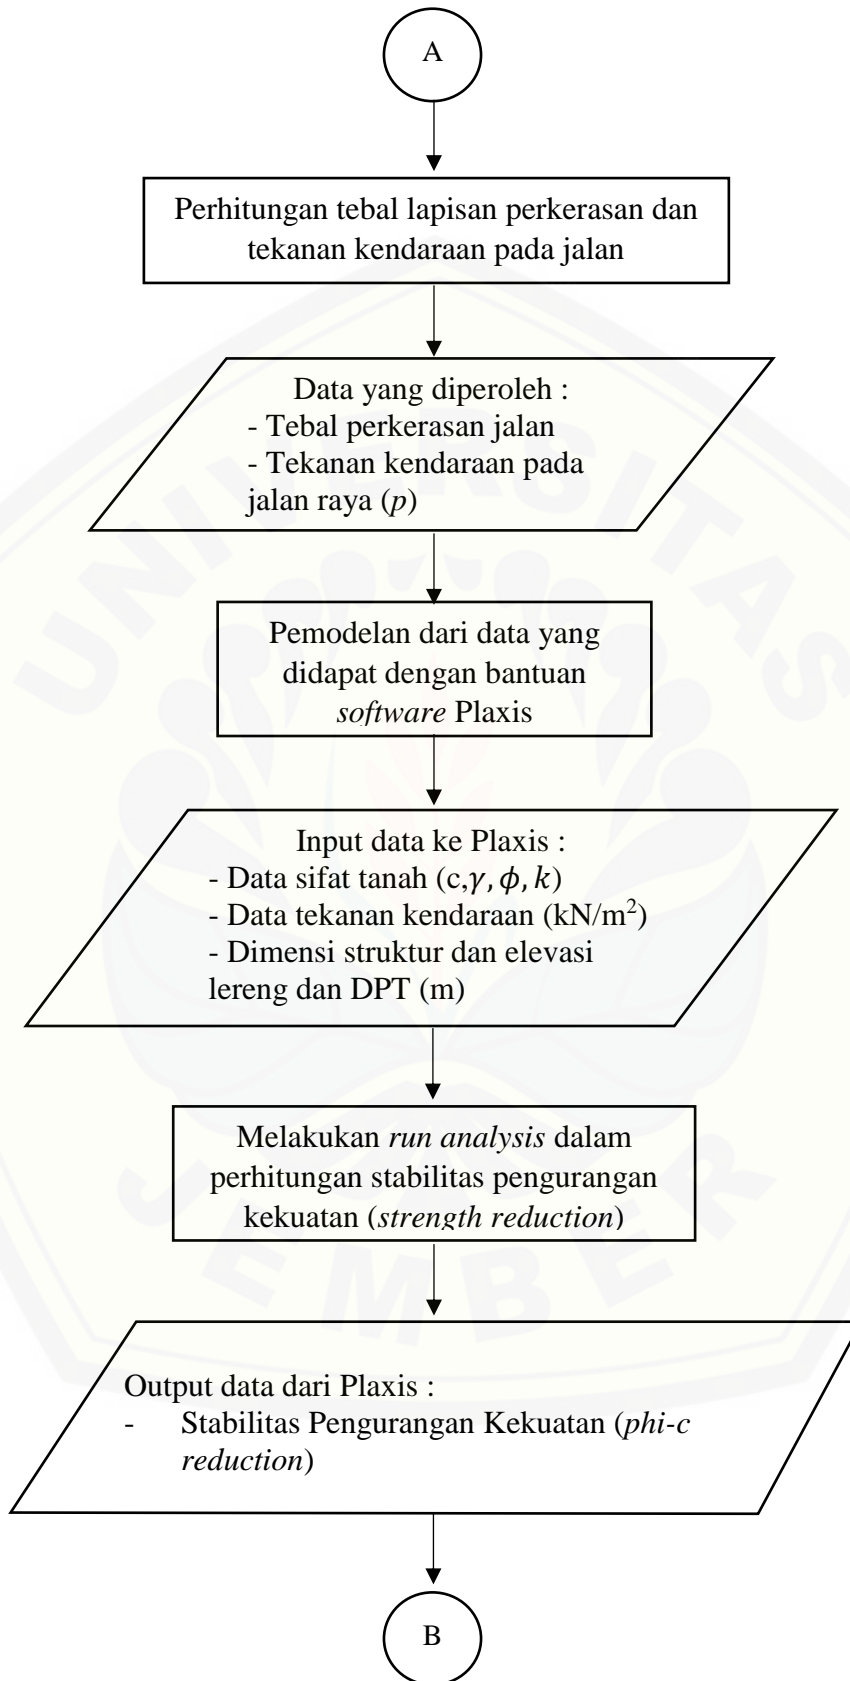 A
Perhitungan tebal lapisan perkerasan dan
tekanan kendaraan pada jalan
Data yang diperoleh :
- Tebal perkerasan jalan
- Tekanan kendaraan pada
jalan raya (p)
Pemodelan dari data yang
didapat dengan bantuan
software Plaxis
Input data ke Plaxis :
- Data sifat tanah (c,γ, ϕ, k)
- Data tekanan kendaraan (kN/m²)
- Dimensi struktur dan elevasi
lereng dan DPT (m)
Melakukan run analysis dalam
perhitungan stabilitas pengurangan
kekuatan (strength reduction)
Output data dari Plaxis :
- Stabilitas Pengurangan Kekuatan (phi-c
reduction)
B
UNIVERSITAS
JEMBER